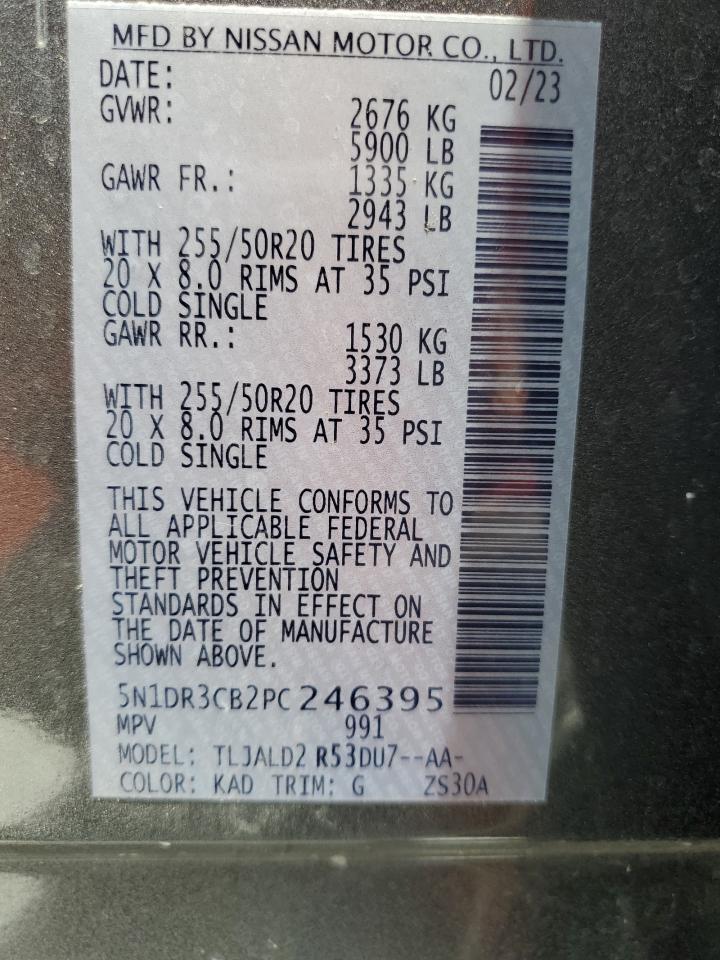 MFD BY NISSAN MOTOR CO., LTD.
DATE: 02/23
GVWR: 2676 KG
5900 LB
GAWR FR.: 1335 KG
2943 LB
WITH 255/50R20 TIRES
20 X 8.0 RIMS AT 35 PSI
COLD SINGLE
GAWR RR.: 1530 KG
3373 LB
WITH 255/50R20 TIRES
20 X 8.0 RIMS AT 35 PSI
COLD SINGLE
THIS VEHICLE CONFORMS TO
ALL APPLICABLE FEDERAL
MOTOR VEHICLE SAFETY AND
THEFT PREVENTION
STANDARDS IN EFFECT ON
THE DATE OF MANUFACTURE
SHOWN ABOVE.
5N1DR3CB2PC246395
MPV 991
MODEL: TLJALD2 R53DU7--AA-
COLOR: KAD TRIM: G ZS30A